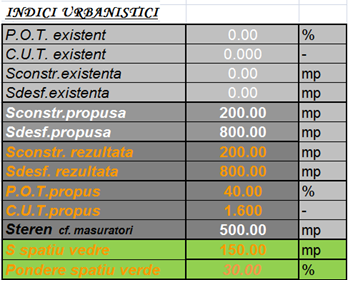 INDICI URBANISTICI
P.O.T. existent 0.00 %
C.U.T. existent 0.000 -
Sconstr.existenta 0.00 mp
Sdesf.existenta 0.00 mp
Sconstr.propusa 200.00 mp
Sdesf.propusa 800.00 mp
Sconstr. rezultata 200.00 mp
Sdesf. rezultata 800.00 mp
P.O.T.propus 40.00 %
C.U.T.propus 1.600 -
Steren cf. masuratori 500.00 mp
S spatiu vedre 150.00 mp
Pondere spatiu verde 30.00 %